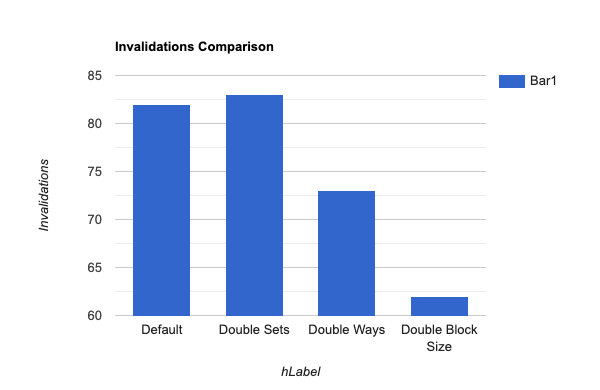 Invalidations Comparison
Bar1
85
80
75
70
65
60
Invalidations
Default
Double Sets
Double Ways
Double Block
Size
hLabel